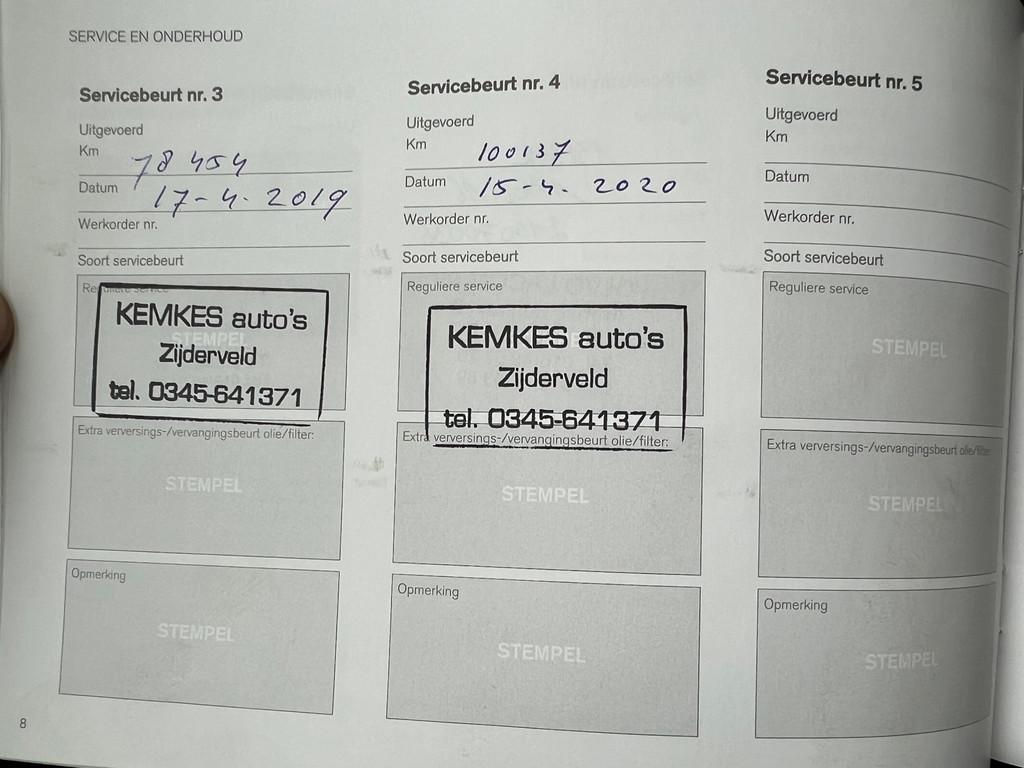 SERVICE EN ONDERHOUD
Servicebeurt nr. 3
Uitgevoerd
Km 78 454
Datum 17-4. 2019
Werkorder nr.
Soort servicebeurt
Reguliere service
STEMPEL
KEMKES auto's
Zijderveld
tel. 0345-641371
Extra verversings-/vervangingsbeurt olie/filter:
STEMPEL
Opmerking
STEMPEL
8
Servicebeurt nr. 4
Uitgevoerd
Km 100137
Datum 15-4. 2020
Werkorder nr.
Soort servicebeurt
Reguliere service
KEMKES auto's
Zijderveld
tel. 0345-641371
Extra verversings-/vervangingsbeurt olie/filter:
STEMPEL
Opmerking
STEMPEL
Servicebeurt nr. 5
Uitgevoerd
Km
Datum
Werkorder nr.
Soort servicebeurt
Reguliere service
STEMPEL
Extra verversings-/vervangingsbeurt olie/filter:
STEMPEL
Opmerking
STEMPEL